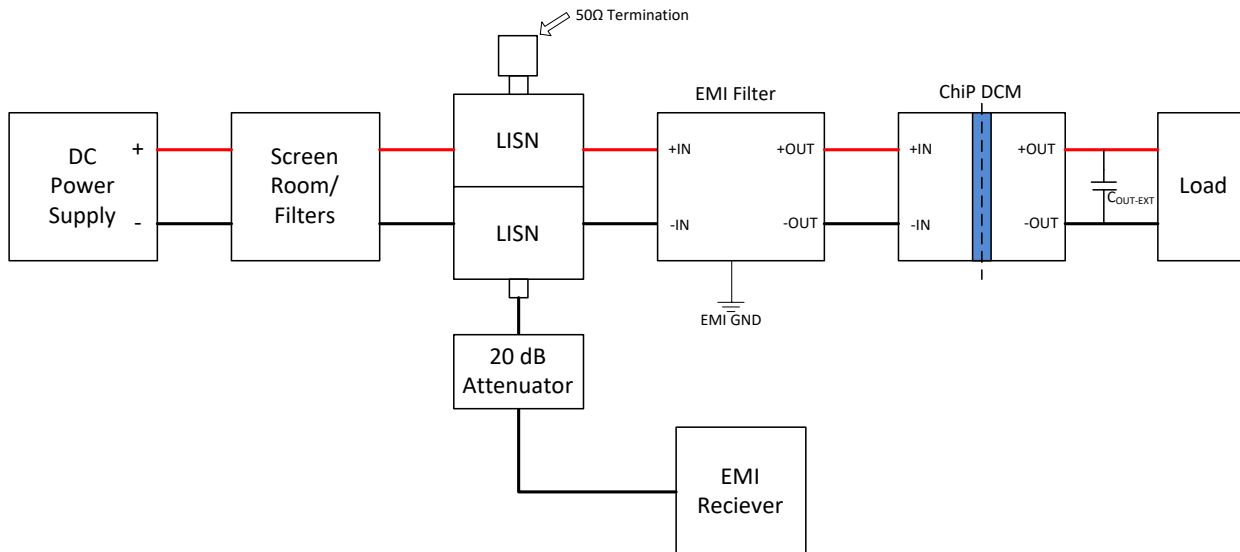 50Ω Termination
DC
Power
Supply
+
-
Screen
Room/
Filters
LISN
LISN
EMI Filter
+IN
+OUT
-IN
-OUT
EMI GND
ChiP DCM
+IN
+OUT
-IN
-OUT
COUT-EXT
Load
20 dB
Attenuator
EMI
Reciever